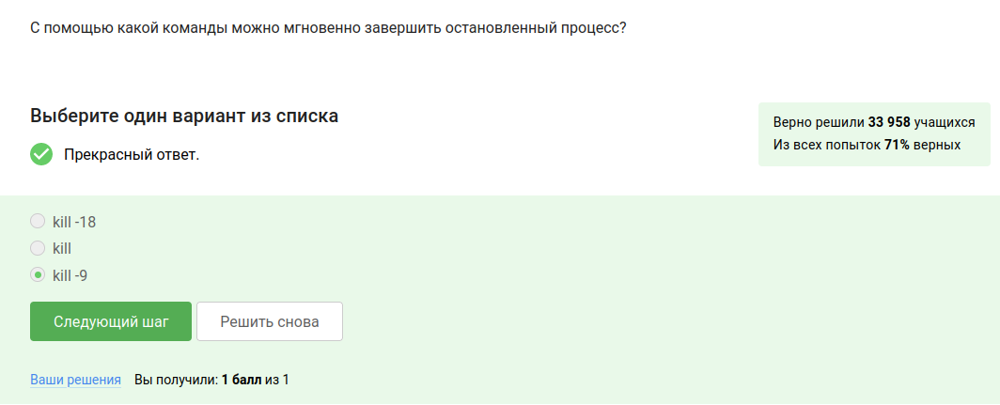 С помощью какой команды можно мгновенно завершить остановленный процесс?
Выберите один вариант из списка
Прекрасный ответ.
Верно решили 33 958 учащихся
Из всех попыток 71% верных
kill -18
kill
kill -9
Следующий шаг
Решить снова
Ваши решения
Вы получили: 1 балл из 1